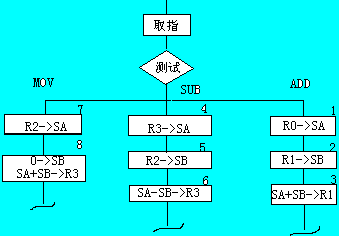 取指
测试
MOV
SUB
ADD
7
R2->SA
4
R3->SA
1
R0->SA
8
0->SB
SA+SB->R3
5
R2->SB
2
R1->SB
6
SA-SB->R3
3
SA+SB->R1